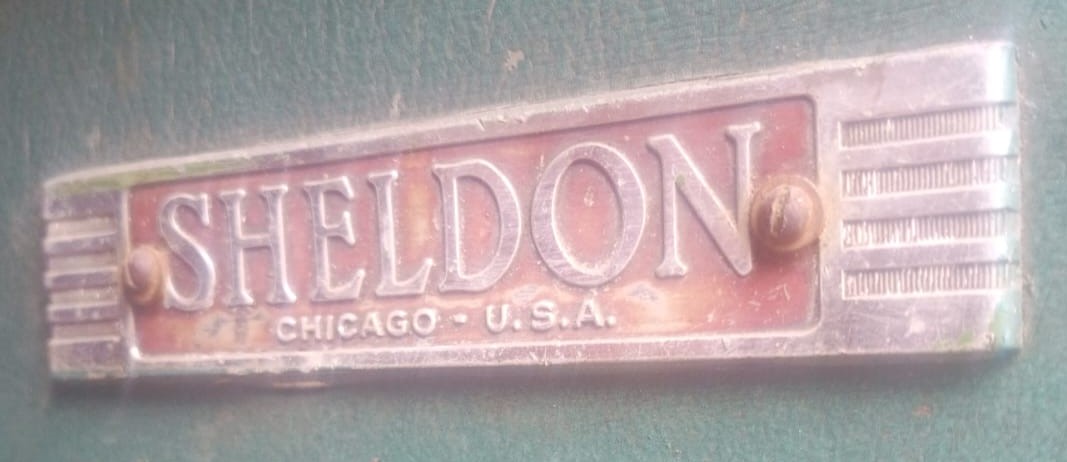 SHELDON
CHICAGO - U.S.A.